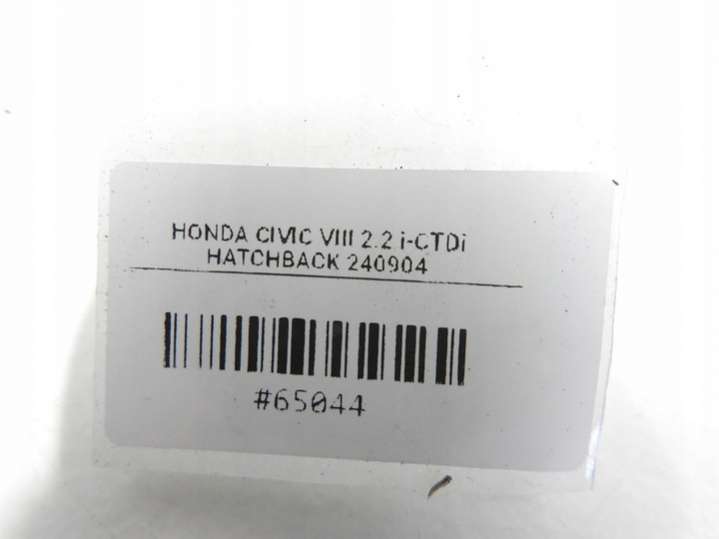 HONDA CIVIC VIII 2.2 i-CTDi
HATCHBACK 240904
#65044